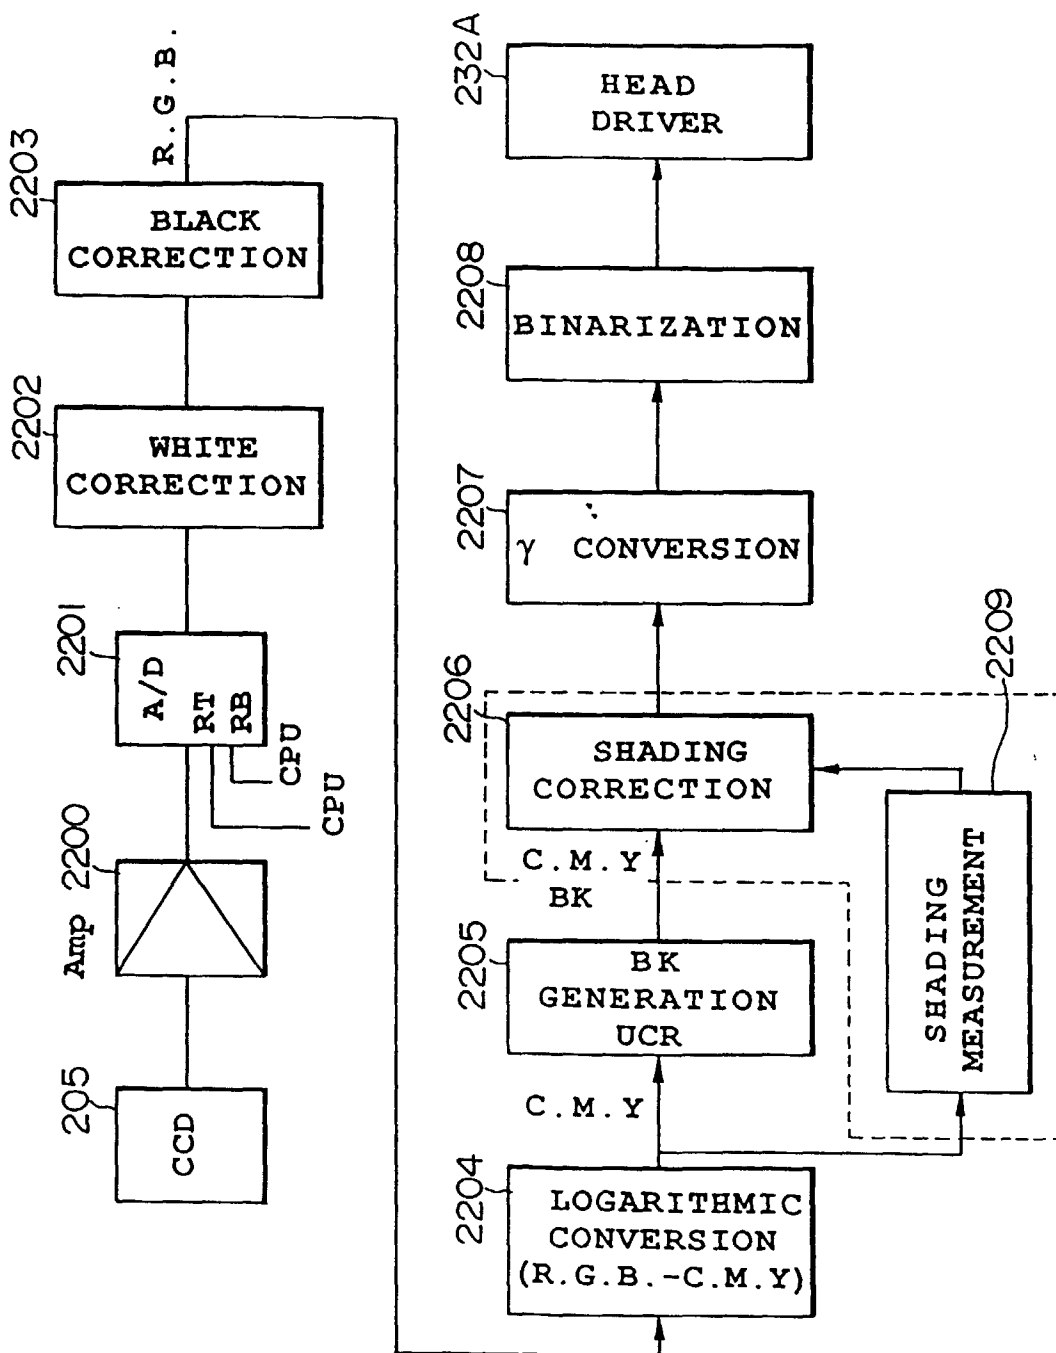 205
CCD
Amp
2200
2201
A/D
RT
RB
CPU
CPU
2202
WHITE
CORRECTION
2203
BLACK
CORRECTION
R.G.B.
2204
LOGARITHMIC
CONVERSION
(R.G.B.-C.M.Y)
C.M.Y
2205
BK
GENERATION
UCR
C.M.Y
BK
2206
SHADING
CORRECTION
2209
SHADING
MEASUREMENT
2207
γ CONVERSION
2208
BINARIZATION
232A
HEAD
DRIVER